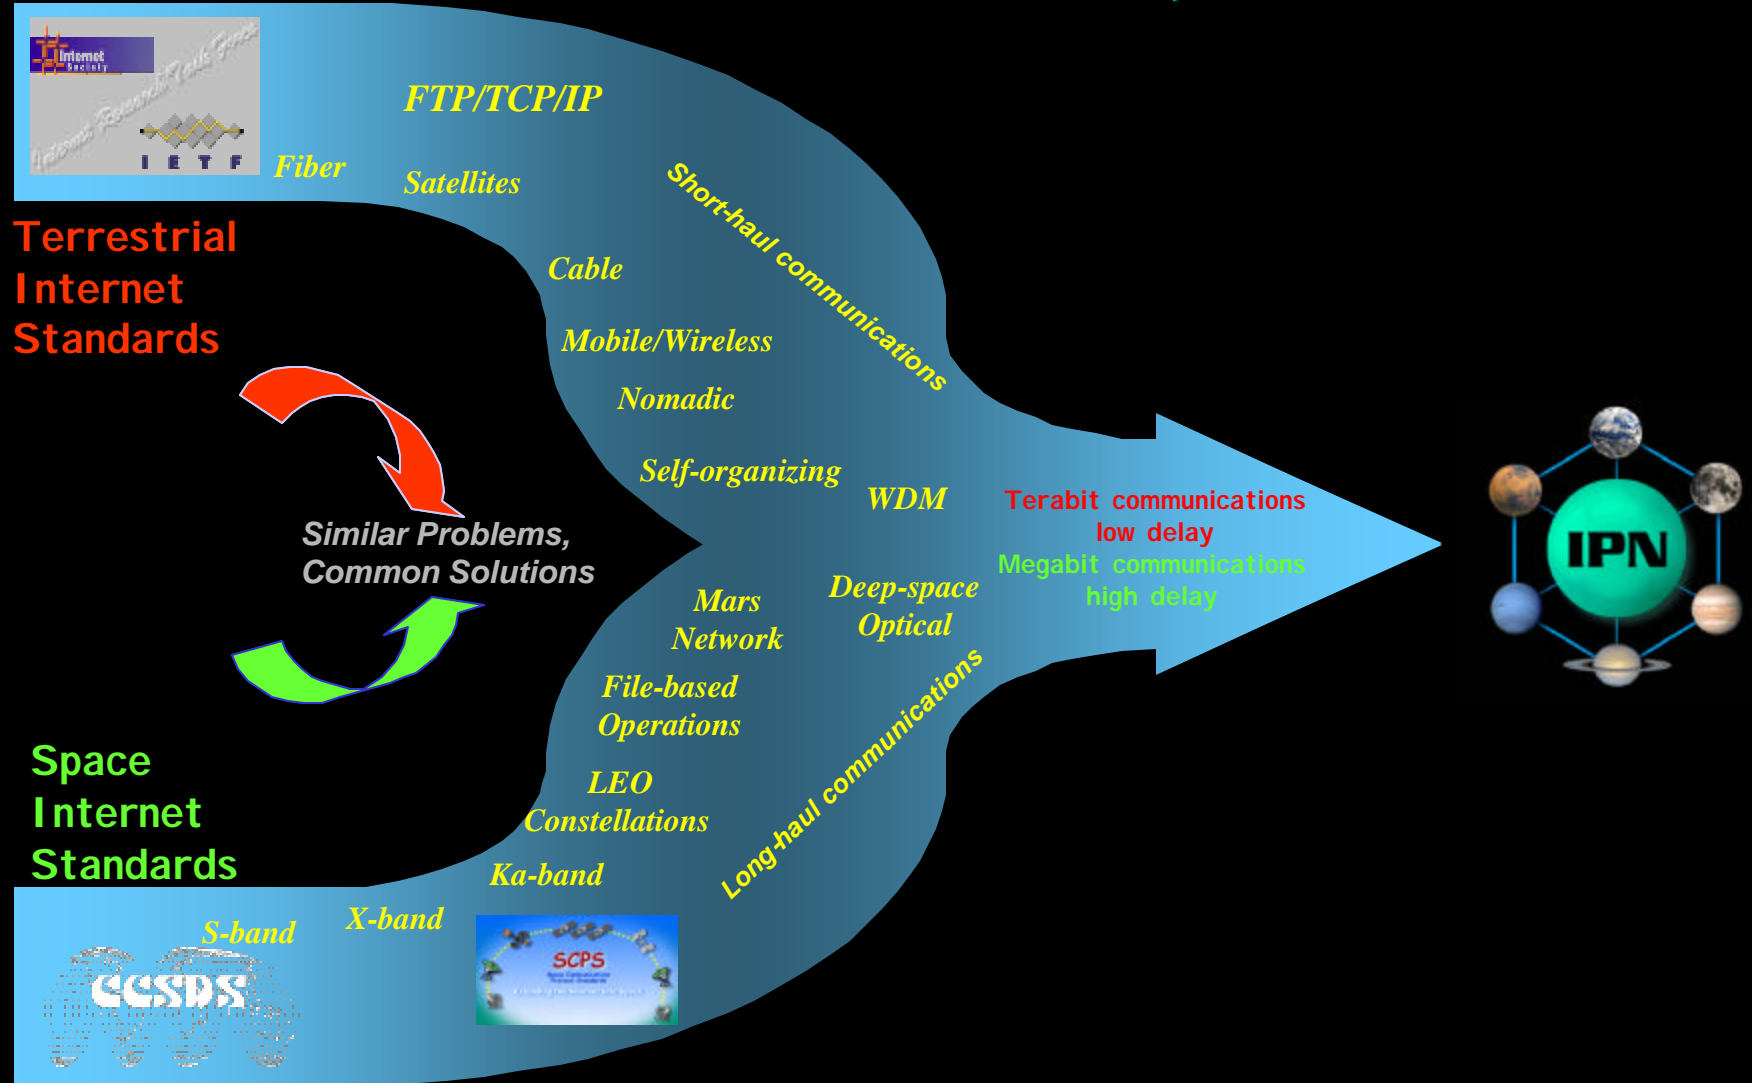 Internet
Society
I E T F
FTP/TCP/IP
Fiber
Satellites
Short-haul communications
Terrestrial
Internet
Standards
Cable
Mobile/Wireless
Nomadic
Self-organizing
WDM
Terabit communications
low delay
Megabit communications
high delay
IPN
Similar Problems,
Common Solutions
Deep-space
Optical
Mars
Network
File-based
Operations
Long-haul communications
Space
Internet
Standards
LEO
Constellations
Ka-band
X-band
S-band
CCSDS
SCPS